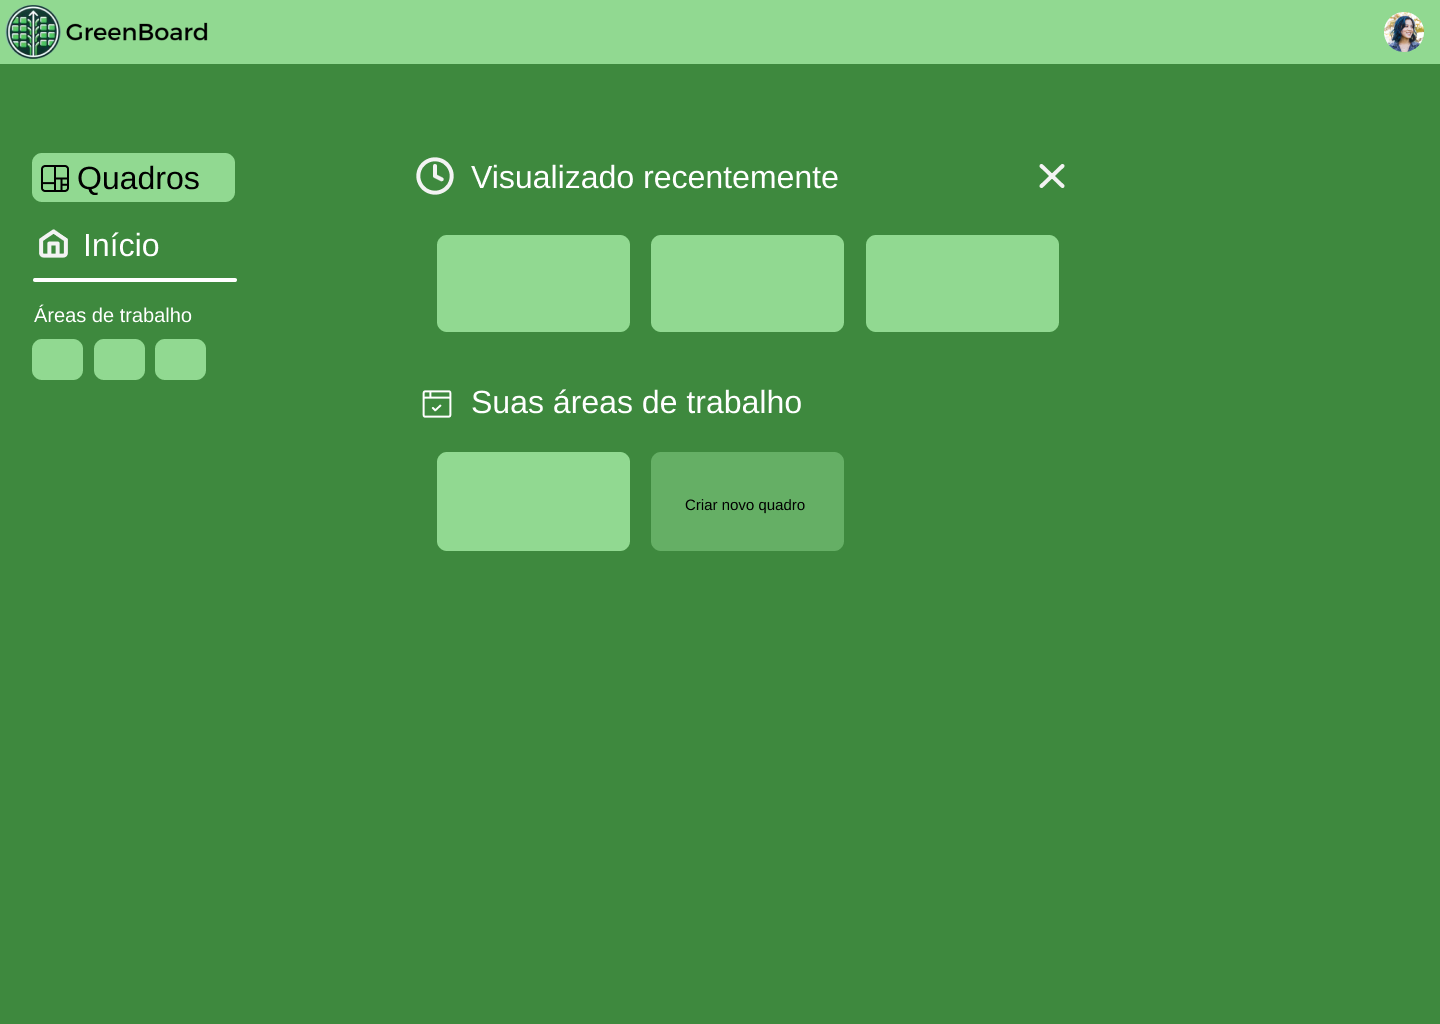 GreenBoard
Quadros
Início
Áreas de trabalho
Visualizado recentemente
Suas áreas de trabalho
Criar novo quadro